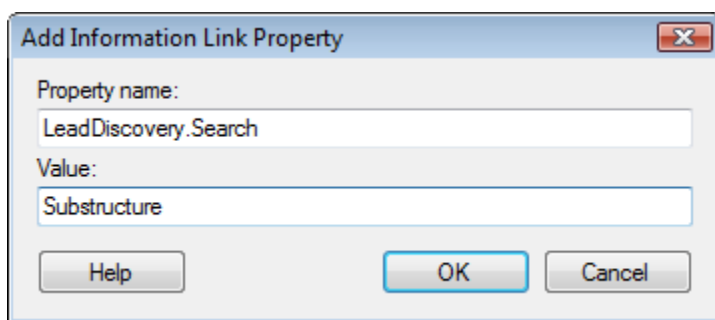 Add Information Link Property
Property name:
LeadDiscovery.Search
Value:
Substructure
Help OK Cancel